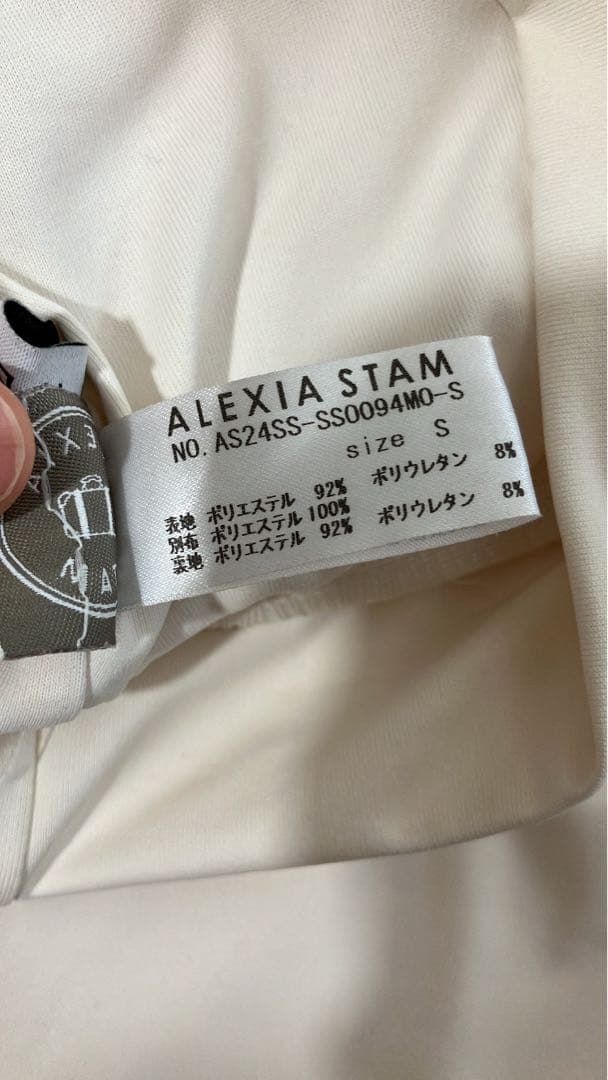 ALEXIA STAM
NO. AS24SS-SS0094MO-S
size S
表地 ポリエステル 92% ポリウレタン 8%
別布 ポリエステル 100%
裏地 ポリエステル 92% ポリウレタン 8%